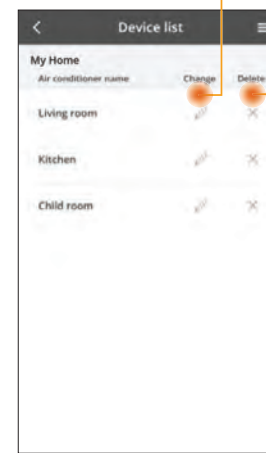 Device list
My Home
Air conditioner name Change Delete
Living room
Kitchen
Child room